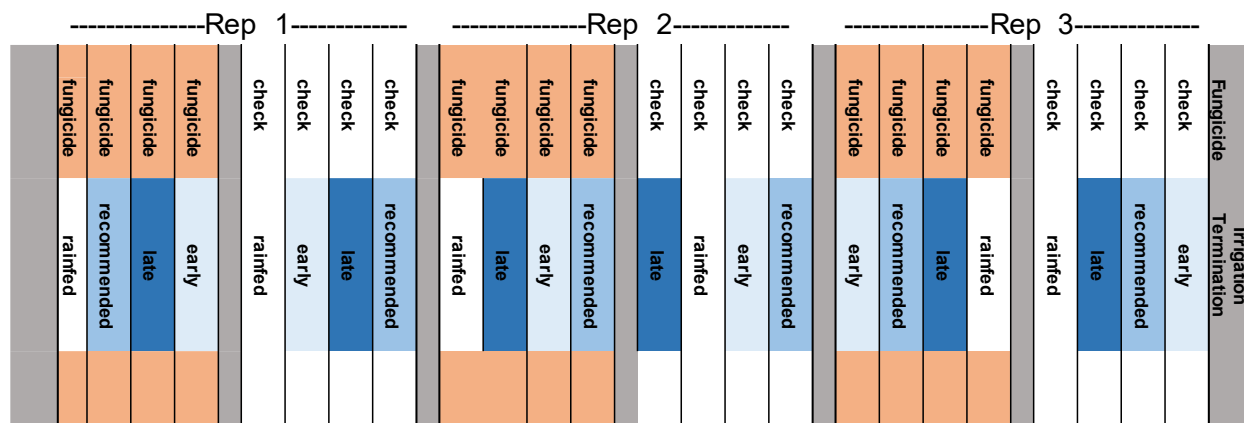 ---------------Rep 1--------------- ---------------Rep 2-------------- ---------------Rep 3--------------
fungicide fungicide fungicide fungicide check check check check fungicide fungicide fungicide fungicide check check check check fungicide fungicide fungicide fungicide check check check check Fungicide
rainfed recommended late early rainfed early late recommended rainfed late early recommended late rainfed early recommended early recommended late rainfed rainfed late recommended early Irrigation
Termination